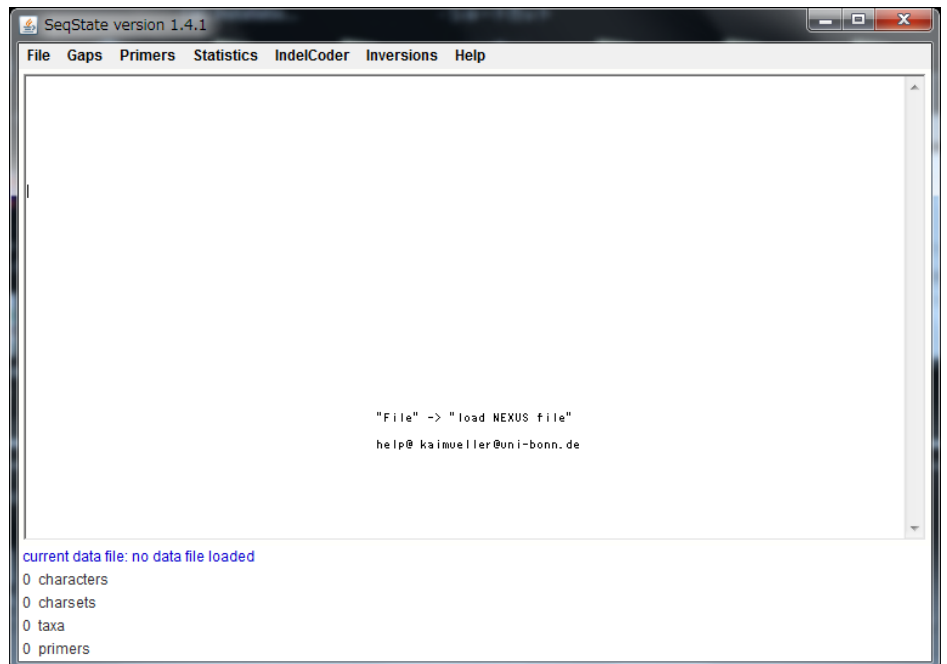 SeqState version 1.4.1
File Gaps Primers Statistics IndelCoder Inversions Help
"File" -> "load NEXUS file"
help@ kaimueller@uni-bonn.de
current data file: no data file loaded
0 characters
0 charsets
0 taxa
0 primers